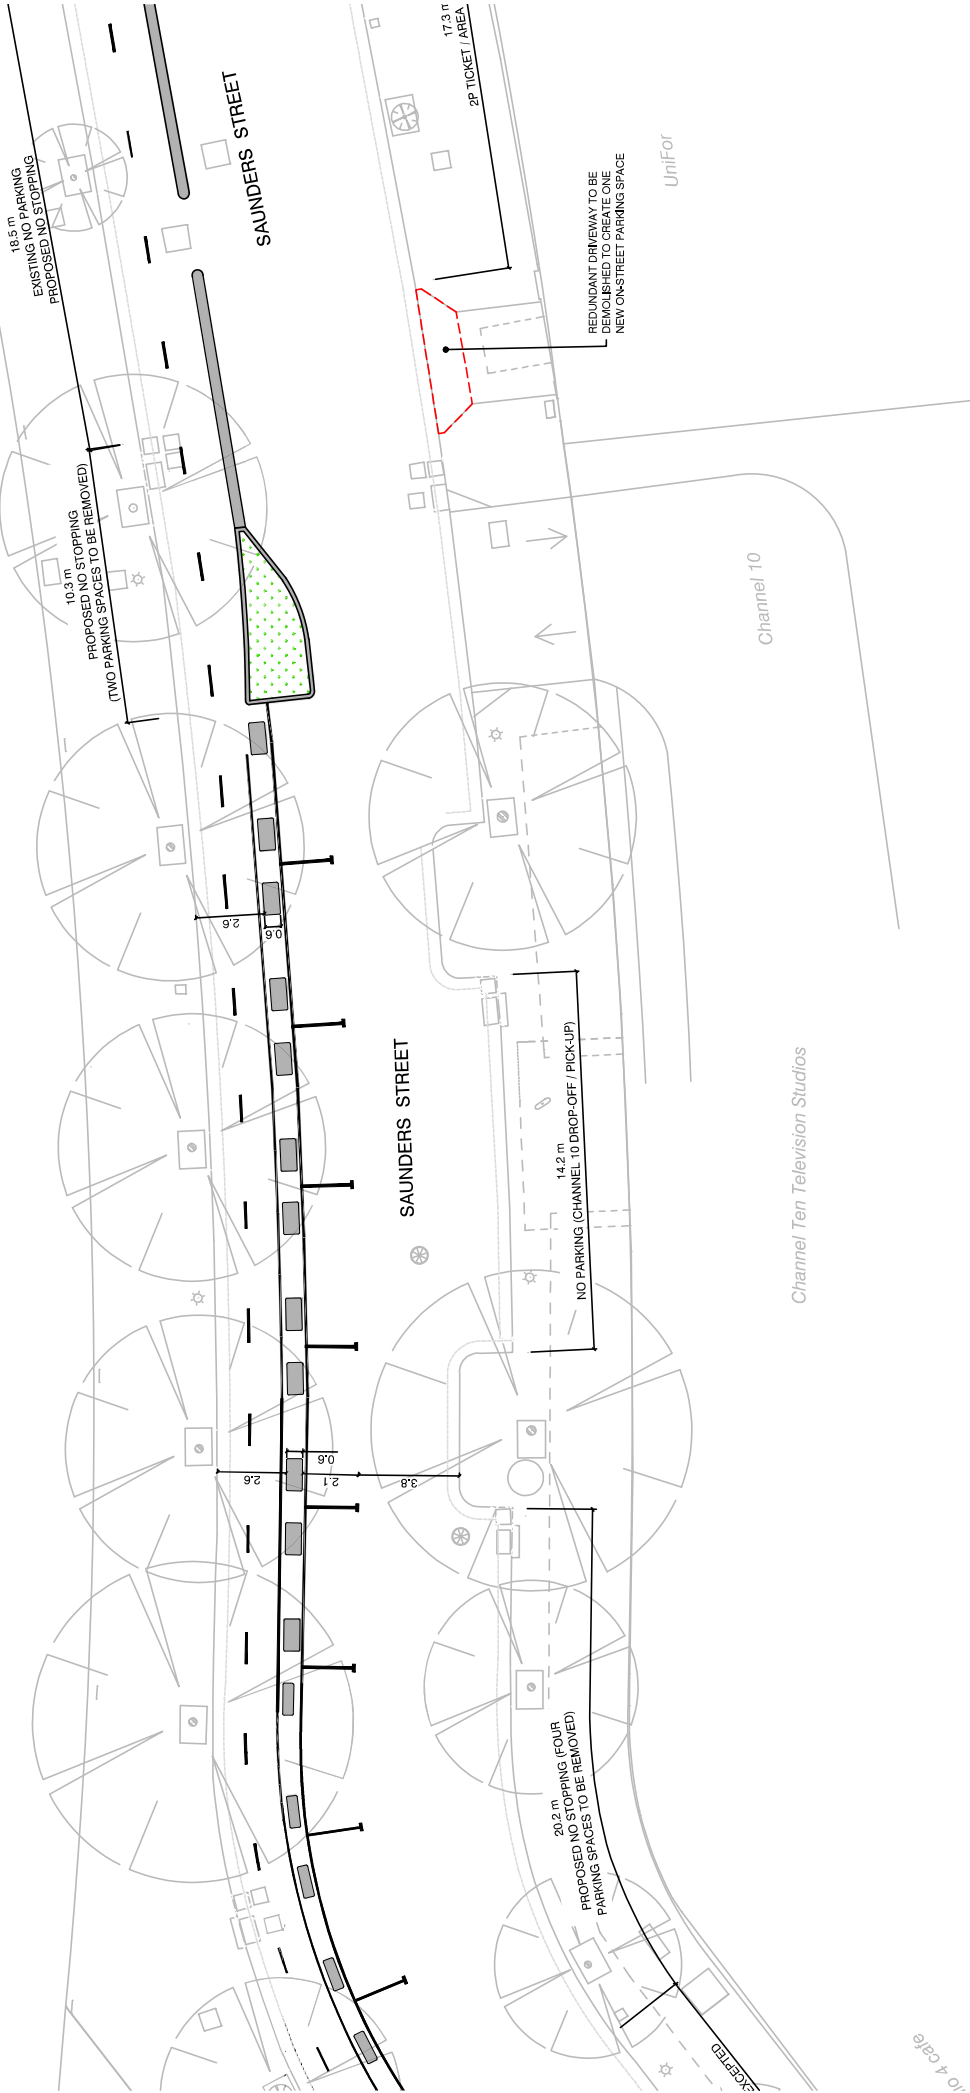 18.5 m
EXISTING NO PARKING
PROPOSED NO STOPPING
SAUNDERS STREET
17.3 m
2P TICKET / AREA
REDUNDANT DRIVEWAY TO BE
DEMOLISHED TO CREATE ONE
NEW ON-STREET PARKING SPACE
UniFor
10.3 m
PROPOSED NO STOPPING
(TWO PARKING SPACES TO BE REMOVED)
Channel 10
2.6
0.6
SAUNDERS STREET
14.2 m
NO PARKING (CHANNEL 10 DROP-OFF / PICK-UP)
Channel Ten Television Studios
2.6
0.6
2.1
3.8
20.2 m
PROPOSED NO STOPPING (FOUR
PARKING SPACES TO BE REMOVED)
EXCEPTED
4 cafe